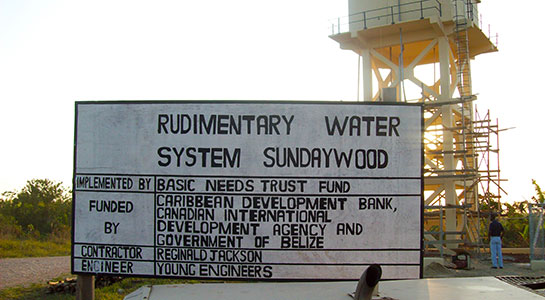 RUDIMENTARY WATER
SYSTEM SUNDAYWOOD
IMPLEMENTED BY BASIC NEEDS TRUST FUND
FUNDED BY CARIBBEAN DEVELOPMENT BANK,
CANADIAN INTERNATIONAL
DEVELOPMENT AGENCY AND
GOVERNMENT OF BELIZE
CONTRACTOR REGINALD JACKSON
ENGINEER YOUNG ENGINEERS